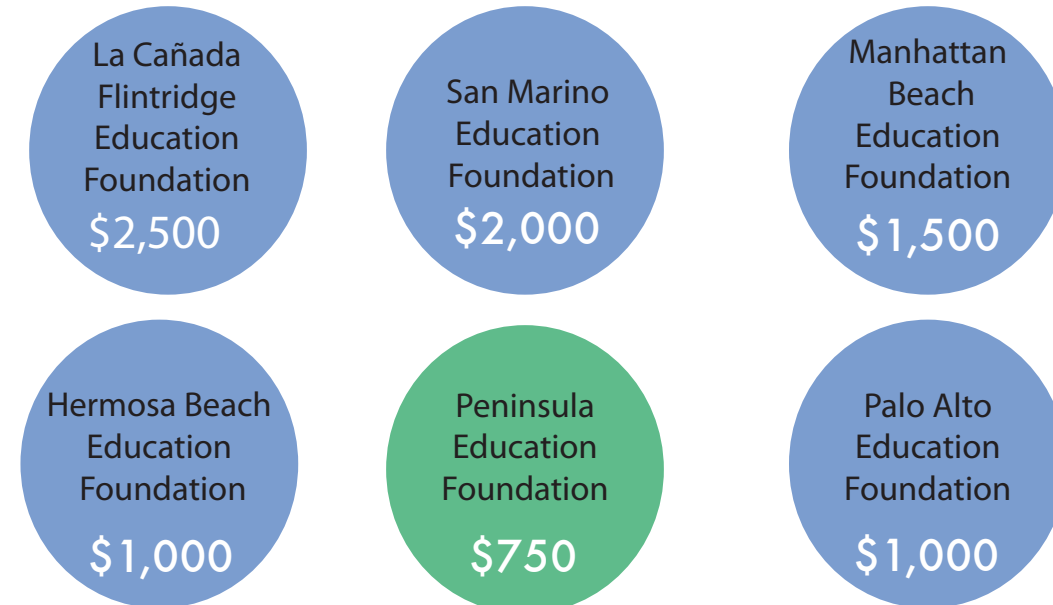 La Cañada
Flintridge
Education
Foundation
$2,500
San Marino
Education
Foundation
$2,000
Manhattan
Beach
Education
Foundation
$1,500
Hermosa Beach
Education
Foundation
$1,000
Peninsula
Education
Foundation
$750
Palo Alto
Education
Foundation
$1,000